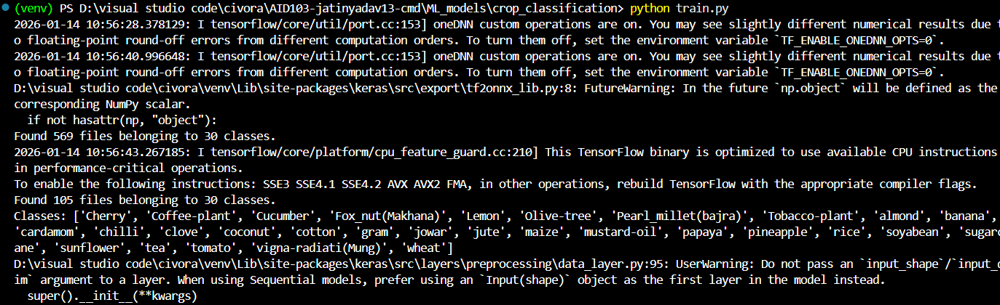 (venv) PS D:\visual studio code\civora\AID103-jatinyadav13-cmd\ML_models\crop_classification> python train.py
2026-01-14 10:56:28.378129: I tensorflow/core/util/port.cc:153] oneDNN custom operations are on. You may see slightly different numerical results due t
o floating-point round-off errors from different computation orders. To turn them off, set the environment variable `TF_ENABLE_ONEDNN_OPTS=0`.
2026-01-14 10:56:40.996648: I tensorflow/core/util/port.cc:153] oneDNN custom operations are on. You may see slightly different numerical results due t
o floating-point round-off errors from different computation orders. To turn them off, set the environment variable `TF_ENABLE_ONEDNN_OPTS=0`.
D:\visual studio code\civora\venv\Lib\site-packages\keras\src\export\tf2onnx_lib.py:8: FutureWarning: In the future `np.object` will be defined as the
corresponding NumPy scalar.
if not hasattr(np, "object"):
Found 569 files belonging to 30 classes.
2026-01-14 10:56:43.267185: I tensorflow/core/platform/cpu_feature_guard.cc:210] This TensorFlow binary is optimized to use available CPU instructions
in performance-critical operations.
To enable the following instructions: SSE3 SSE4.1 SSE4.2 AVX AVX2 FMA, in other operations, rebuild TensorFlow with the appropriate compiler flags.
Found 105 files belonging to 30 classes.
Classes: ['Cherry', 'Coffee-plant', 'Cucumber', 'Fox_nut(Makhana)', 'Lemon', 'Olive-tree', 'Pearl_millet(bajra)', 'Tobacco-plant', 'almond', 'banana',
'cardamom', 'chilli', 'clove', 'coconut', 'cotton', 'gram', 'jowar', 'jute', 'maize', 'mustard-oil', 'papaya', 'pineapple', 'rice', 'soyabean', 'sugarc
ane', 'sunflower', 'tea', 'tomato', 'vigna-radiati(Mung)', 'wheat']
D:\visual studio code\civora\venv\Lib\site-packages\keras\src\layers\preprocessing\data_layer.py:95: UserWarning: Do not pass an `input_shape`/`input_d
im` argument to a layer. When using Sequential models, prefer using an `Input(shape)` object as the first layer in the model instead.
super().__init__(**kwargs)